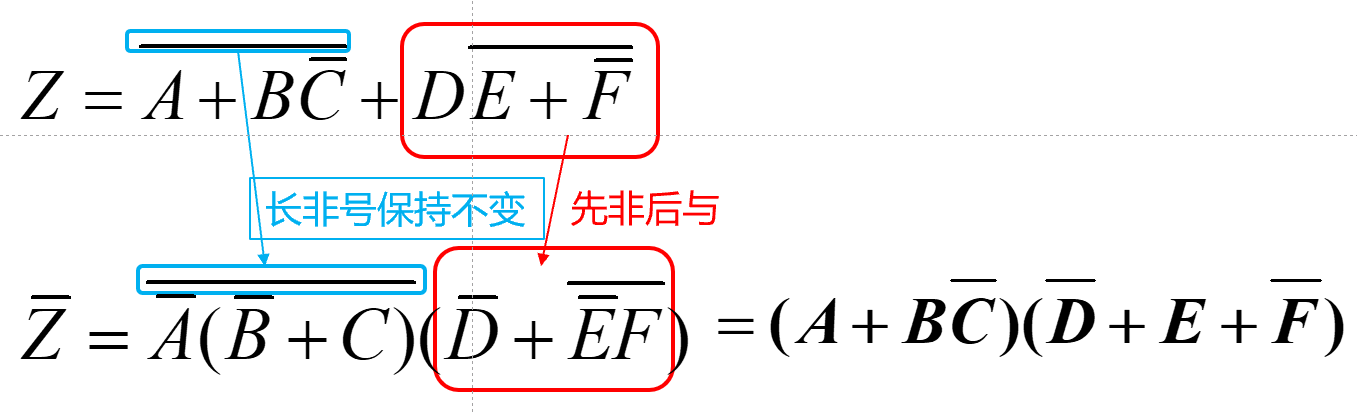 Z = \overline{A + B\overline{C}} + D\overline{E + \overline{F}}
长非号保持不变 先非后与
\overline{Z} = \overline{\overline{A}(\overline{B} + C)}(\overline{D} + \overline{\overline{E}F}) = (A + B\overline{C})(\overline{D} + E + \overline{F})